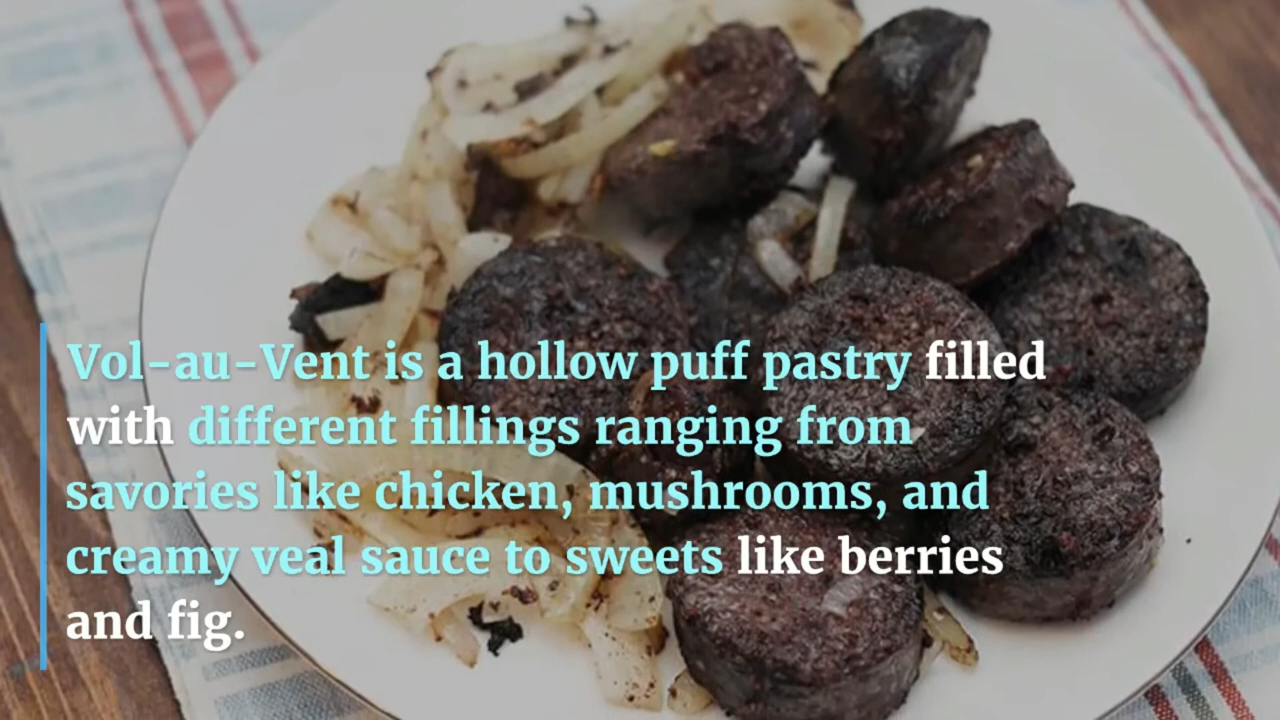 Vol-au-Vent is a hollow puff pastry filled
with different fillings ranging from
savories like chicken, mushrooms, and
creamy veal sauce to sweets like berries
and fig.